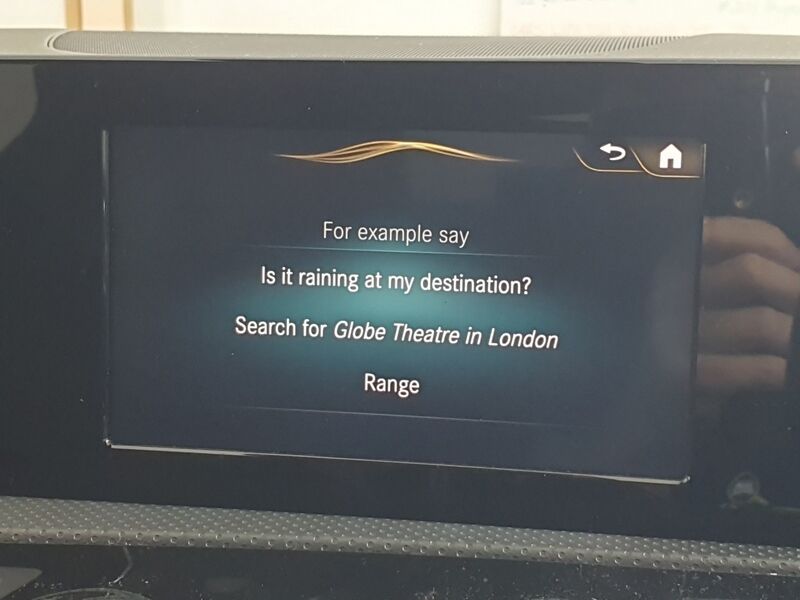 For example say
Is it raining at my destination?
Search for Globe Theatre in London
Range